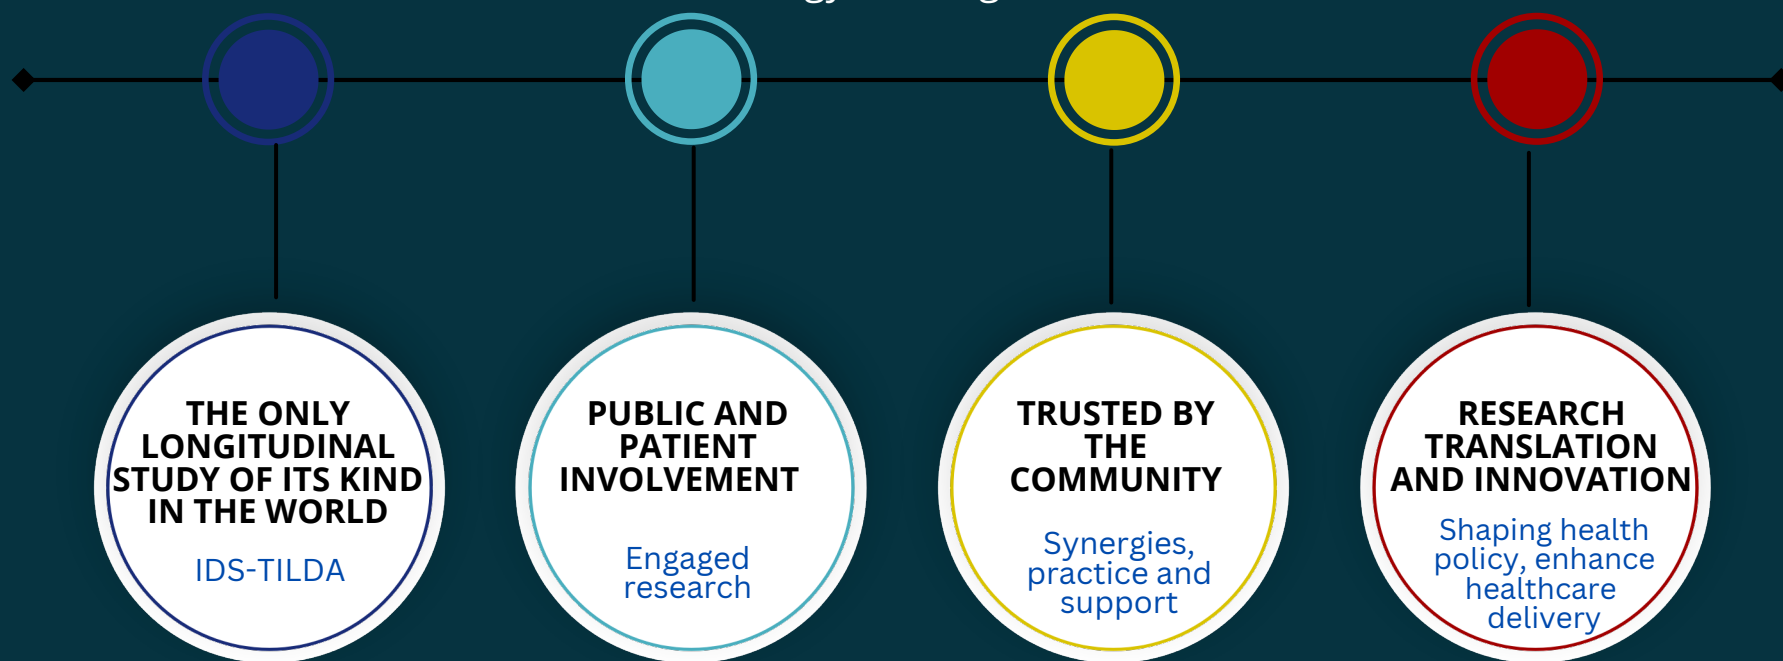 THE ONLY
LONGITUDINAL
STUDY OF ITS KIND
IN THE WORLD
IDS-TILDA
PUBLIC AND
PATIENT
INVOLVEMENT
Engaged
research
TRUSTED BY
THE
COMMUNITY
Synergies,
practice and
support
RESEARCH
TRANSLATION
AND INNOVATION
Shaping health
policy, enhance
healthcare
delivery